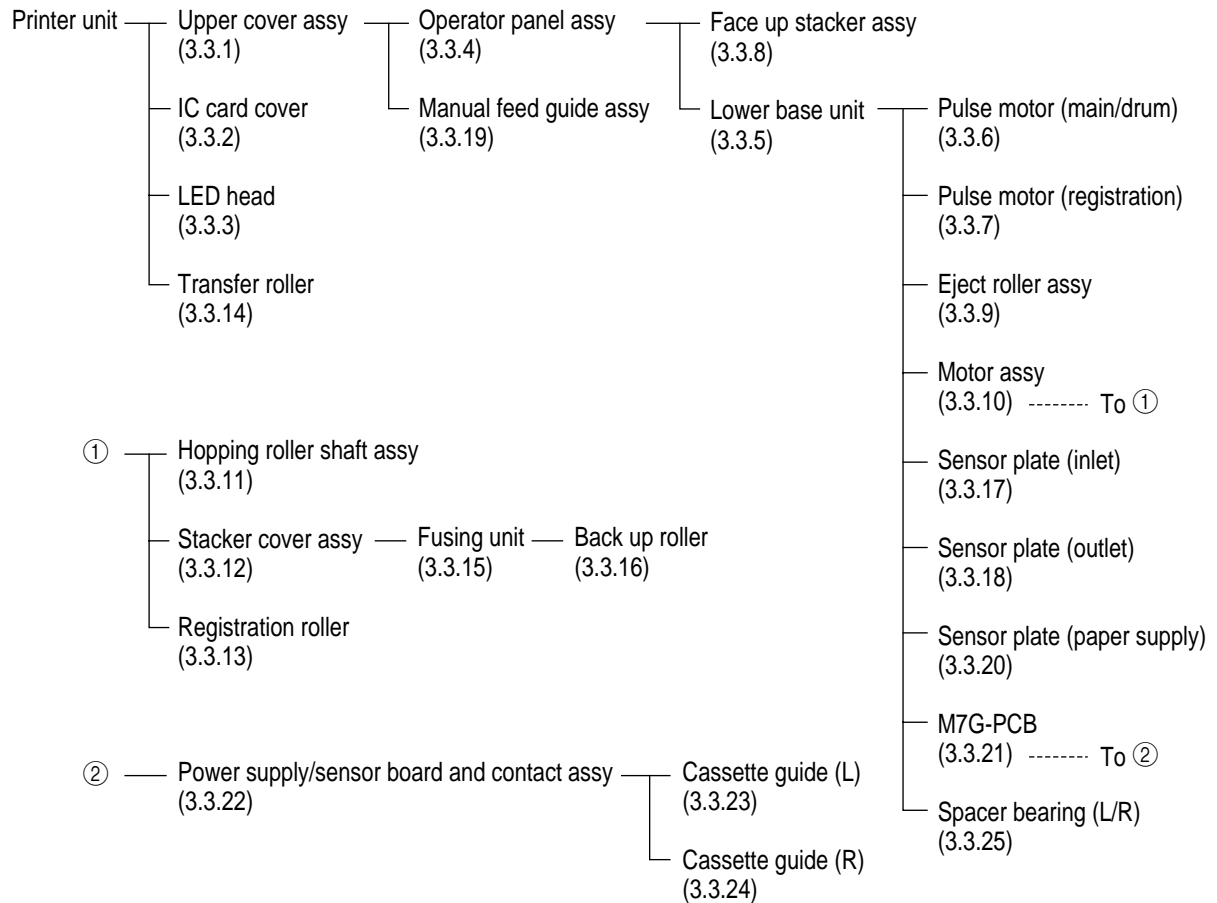 Printer unit
Upper cover assy
(3.3.1)
Operator panel assy
(3.3.4)
Face up stacker assy
(3.3.8)
IC card cover
(3.3.2)
Manual feed guide assy
(3.3.19)
Lower base unit
(3.3.5)
Pulse motor (main/drum)
(3.3.6)
LED head
(3.3.3)
Pulse motor (registration)
(3.3.7)
Transfer roller
(3.3.14)
Eject roller assy
(3.3.9)
Motor assy
(3.3.10) -------- To ①
① Hopping roller shaft assy
(3.3.11)
Sensor plate (inlet)
(3.3.17)
Stacker cover assy
(3.3.12)
Fusing unit
(3.3.15)
Back up roller
(3.3.16)
Sensor plate (outlet)
(3.3.18)
Registration roller
(3.3.13)
Sensor plate (paper supply)
(3.3.20)
M7G-PCB
(3.3.21) -------- To ②
② Power supply/sensor board and contact assy
(3.3.22)
Cassette guide (L)
(3.3.23)
Spacer bearing (L/R)
(3.3.25)
Cassette guide (R)
(3.3.24)